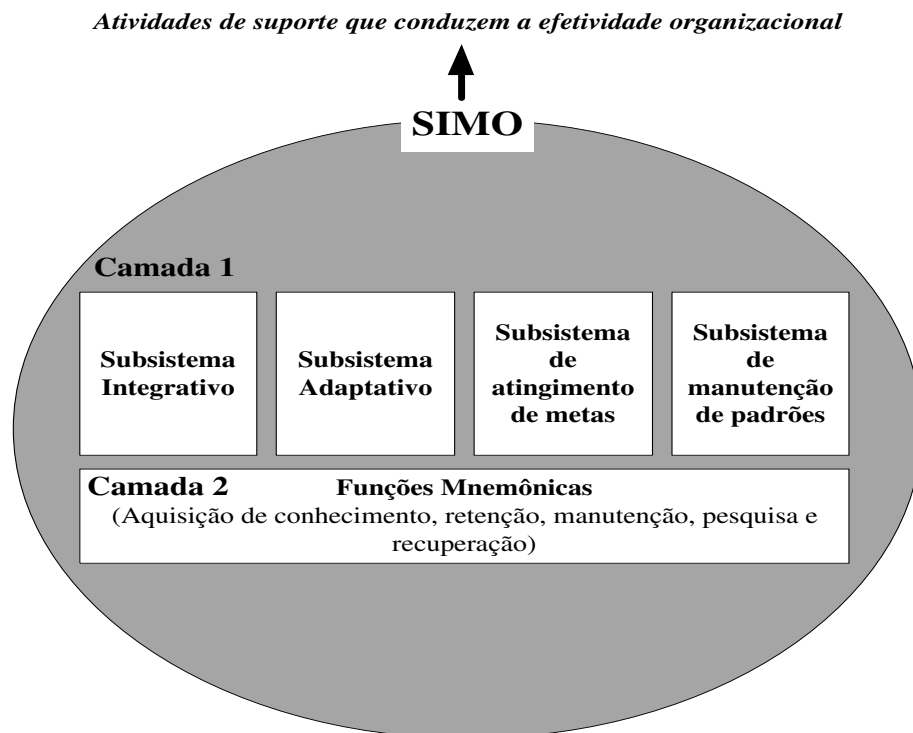 Atividades de suporte que conduzem a efetividade organizacional
SIMO
Camada 1
Subsistema
Integrativo
Subsistema
Adaptativo
Subsistema
de
atingimento
de metas
Subsistema
de
manutenção
de padrões
Camada 2 Funções Mnemônicas
(Aquisição de conhecimento, retenção, manutenção, pesquisa e
recuperação)